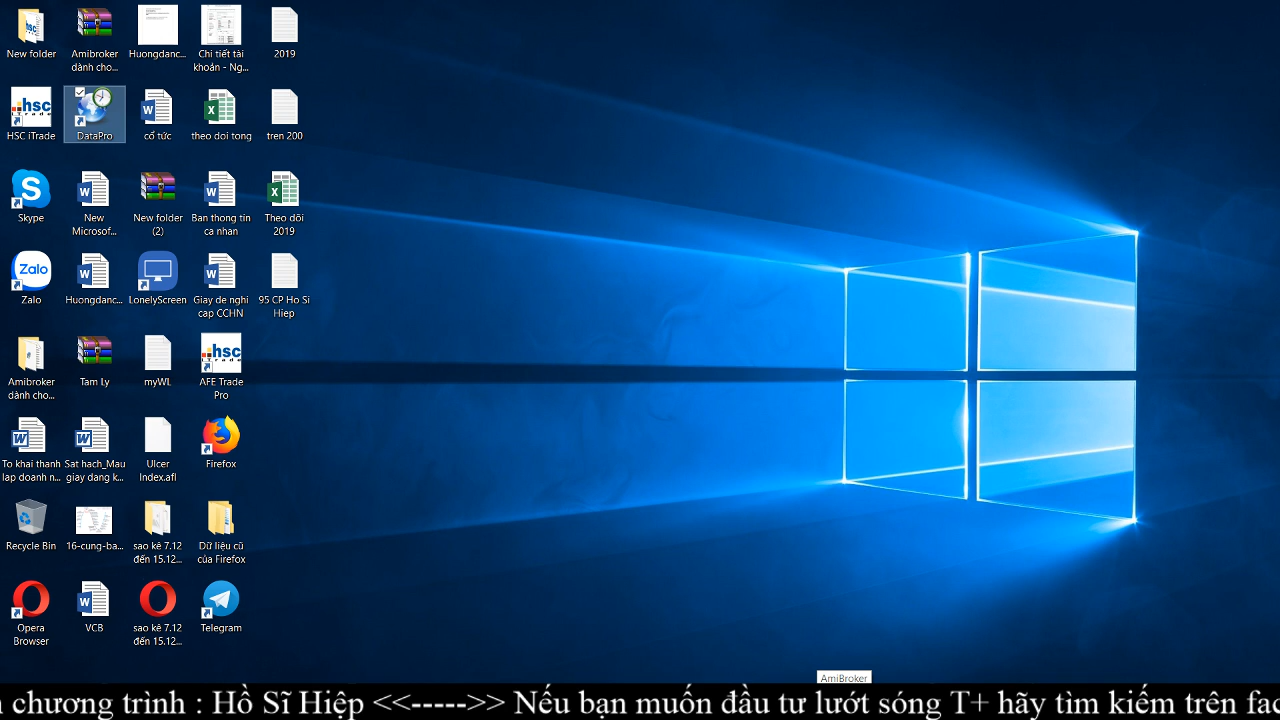 New folder
Amibroker
dành cho...
Huongdanc...
Chi tiết tài
khoản - Ng...
2019
hsc
iTrade
HSC iTrade
DataPro
cổ tức
theo doi tong
tren 200
Skype
New
Microsof...
New folder
(2)
Ban thong tin
ca nhan
Theo dõi
2019
Zalo
Zalo
Huongdanc...
LonelyScreen
Giay de nghi
cap CCHN
95 CP Ho Si
Hiep
Amibroker
dành cho...
Tam Ly
myWL
hsc
iTrade
AFE Trade
Pro
To khai thanh
lap doanh n...
Sat hach_Mau
giay dang k...
Ulcer
Index.afl
Firefox
Recycle Bin
16-cung-ba...
sao kê 7.12
đến 15.12...
Dữ liệu cũ
của Firefox
Opera
Browser
VCB
sao kê 7.12
đến 15.12...
Telegram
AmiBroker
chương trình : Hồ Sĩ Hiệp <<----->> Nếu bạn muốn đầu tư lướt sóng T+ hãy tìm kiếm trên fac